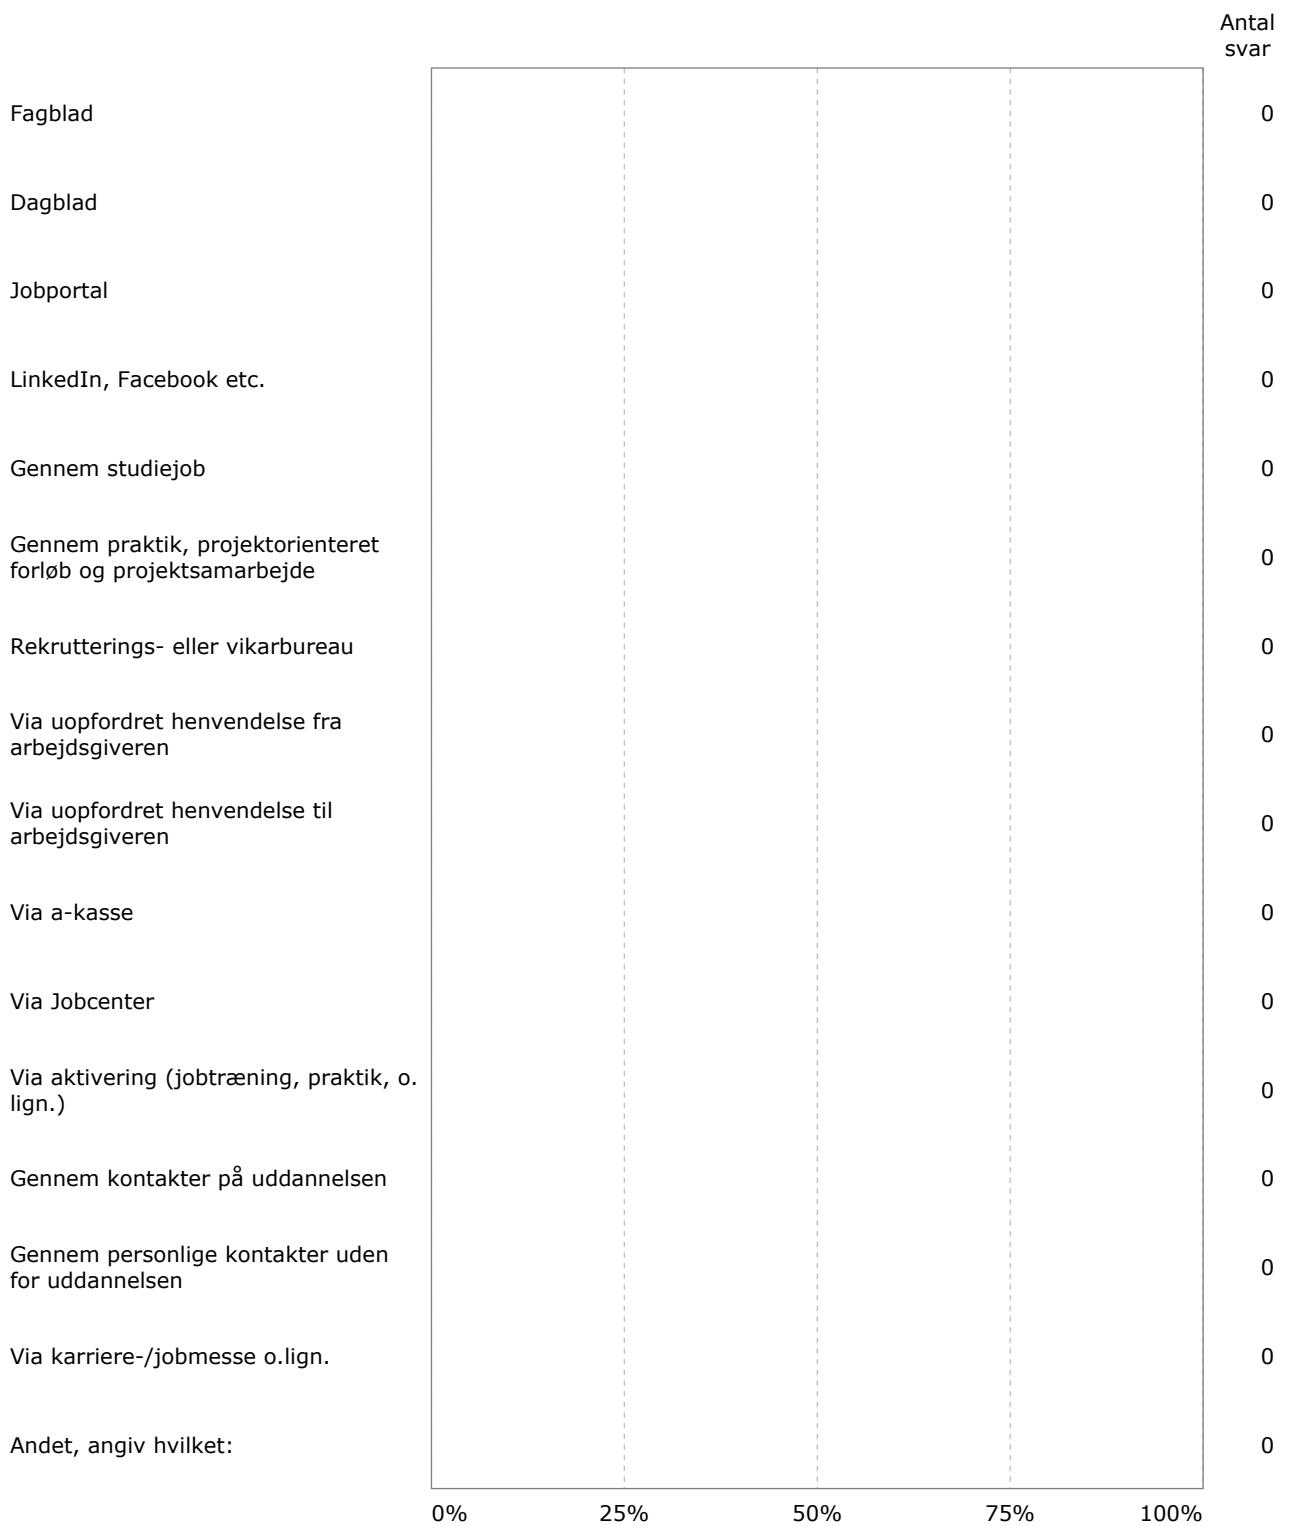 Antal
svar
Fagblad 0
Dagblad 0
Jobportal 0
LinkedIn, Facebook etc. 0
Gennem studiejob 0
Gennem praktik, projektorienteret
forløb og projektsamarbejde 0
Rekrutterings- eller vikarbureau 0
Via uopfordret henvendelse fra
arbejdsgiveren 0
Via uopfordret henvendelse til
arbejdsgiveren 0
Via a-kasse 0
Via Jobcenter 0
Via aktivering (jobtræning, praktik, o.
lign.) 0
Gennem kontakter på uddannelsen 0
Gennem personlige kontakter uden
for uddannelsen 0
Via karriere-/jobmesse o.lign. 0
Andet, angiv hvilket: 0
0% 25% 50% 75% 100%